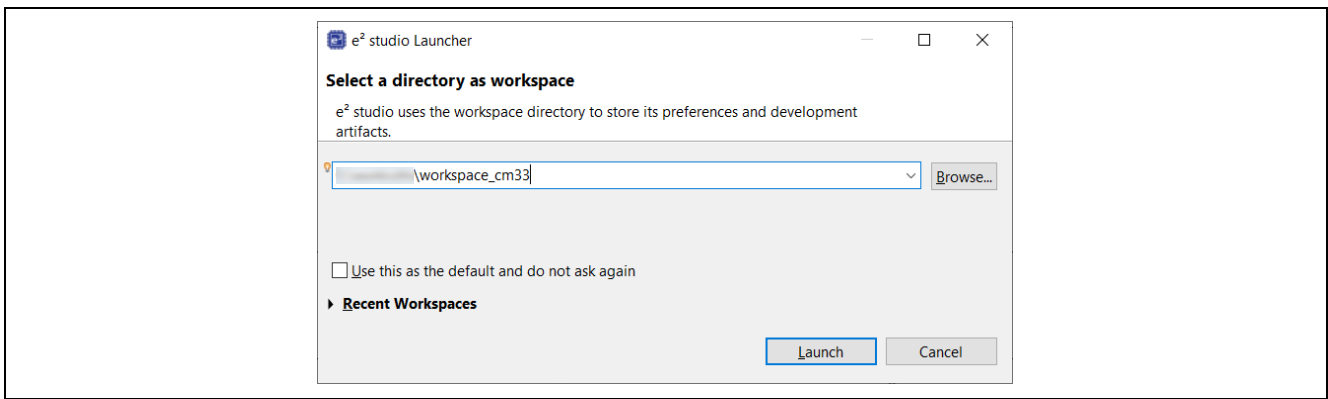 e² studio Launcher
Select a directory as workspace
e² studio uses the workspace directory to store its preferences and development
artifacts.
\workspace_cm33
Browse...
Use this as the default and do not ask again
Recent Workspaces
Launch
Cancel